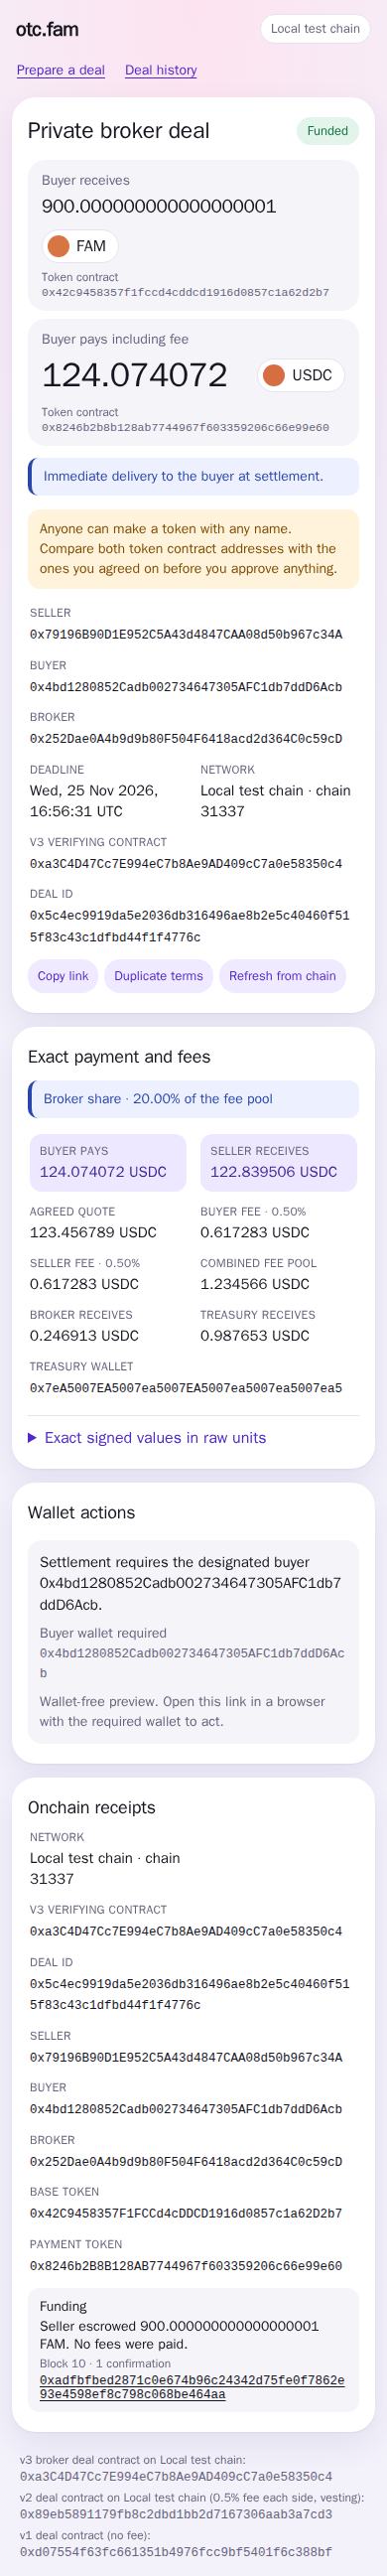 otc.fam
Local test chain
Prepare a deal
Deal history
Private broker deal
Funded
Buyer receives
900.000000000000000001
FAM
Token contract
0x42c9458357f1fccd4cddcd1916d0857c1a62d2b7
Buyer pays including fee
124.074072
USDC
Token contract
0x8246b2b8b128ab7744967f603359206c66e99e60
Immediate delivery to the buyer at settlement.
Anyone can make a token with any name.
Compare both token contract addresses with the
ones you agreed on before you approve anything.
SELLER
0x79196B90D1E952C5A43d4847CAA08d50b967c34A
BUYER
0x4bd1280852Cadb002734647305AFC1db7ddD6Acb
BROKER
0x252Dae0A4b9d9b80F504F6418acd2d364C0c59cD
DEADLINE
Wed, 25 Nov 2026,
16:56:31 UTC
NETWORK
Local test chain · chain
31337
V3 VERIFYING CONTRACT
0xa3C4D47Cc7E994eC7b8Ae9AD409cC7a0e58350c4
DEAL ID
0x5c4ec9919da5e2036db316496ae8b2e5c40460f51
5f83c43c1dfbd44f1f4776c
Copy link
Duplicate terms
Refresh from chain
Exact payment and fees
Broker share · 20.00% of the fee pool
BUYER PAYS
124.074072 USDC
SELLER RECEIVES
122.839506 USDC
AGREED QUOTE
123.456789 USDC
BUYER FEE · 0.50%
0.617283 USDC
SELLER FEE · 0.50%
0.617283 USDC
COMBINED FEE POOL
1.234566 USDC
BROKER RECEIVES
0.246913 USDC
TREASURY RECEIVES
0.987653 USDC
TREASURY WALLET
0x7eA5007EA5007ea5007EA5007ea5007ea5007ea5
Exact signed values in raw units
Wallet actions
Settlement requires the designated buyer
0x4bd1280852Cadb002734647305AFC1db7
ddD6Acb.
Buyer wallet required
0x4bd1280852Cadb002734647305AFC1db7ddD6Ac
b
Wallet-free preview. Open this link in a browser
with the required wallet to act.
Onchain receipts
NETWORK
Local test chain · chain
31337
V3 VERIFYING CONTRACT
0xa3C4D47Cc7E994eC7b8Ae9AD409cC7a0e58350c4
DEAL ID
0x5c4ec9919da5e2036db316496ae8b2e5c40460f51
5f83c43c1dfbd44f1f4776c
SELLER
0x79196B90D1E952C5A43d4847CAA08d50b967c34A
BUYER
0x4bd1280852Cadb002734647305AFC1db7ddD6Acb
BROKER
0x252Dae0A4b9d9b80F504F6418acd2d364C0c59cD
BASE TOKEN
0x42C9458357F1FCCd4cDDCD1916d0857c1a62D2b7
PAYMENT TOKEN
0x8246b2B8B128AB7744967f603359206c66e99e60
Funding
Seller escrowed 900.000000000000000001
FAM. No fees were paid.
Block 10 · 1 confirmation
0xadfbfbed2871c0e674b96c24342d75fe0f7862e
93e4598ef8c798c068be464aa
v3 broker deal contract on Local test chain:
0xa3C4D47Cc7E994eC7b8Ae9AD409cC7a0e58350c4
v2 deal contract on Local test chain (0.5% fee each side, vesting):
0x89eb5891179fb8c2dbd1bb2d7167306aab3a7cd3
v1 deal contract (no fee):
0xd07554f63fc661351b4976fcc9bf5401f6c388bf